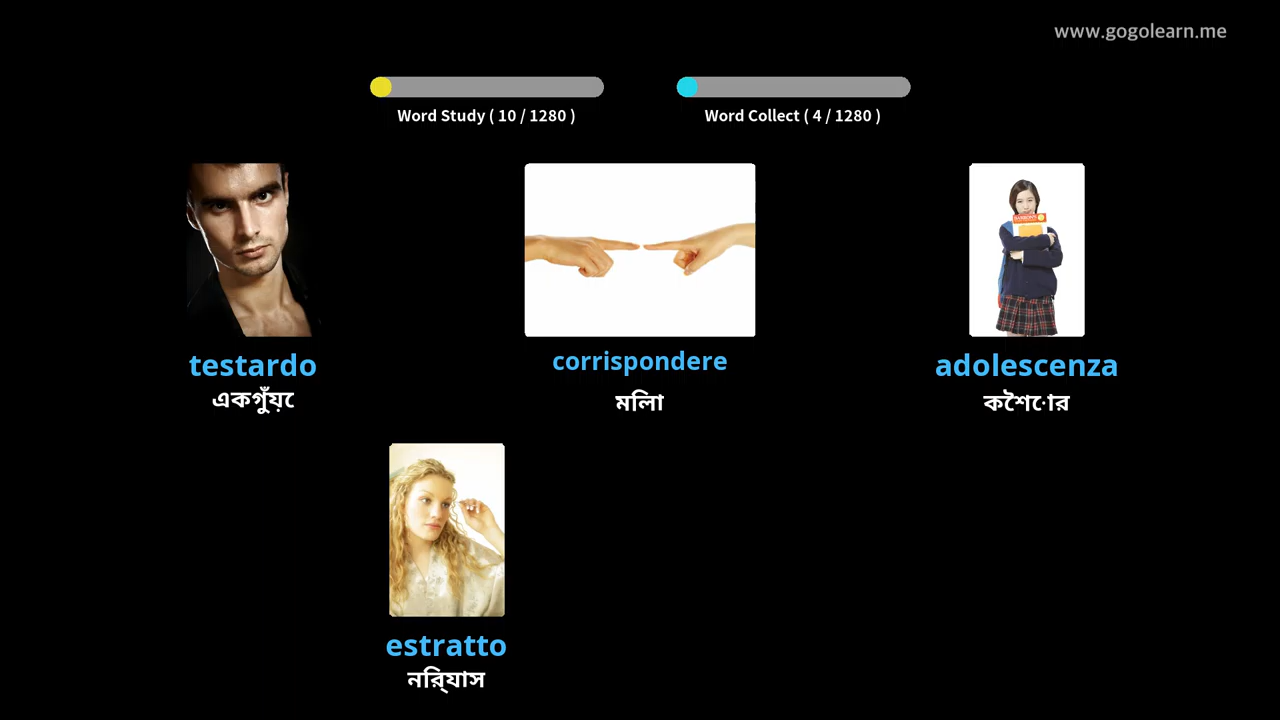 www.gogolearn.me
Word Study ( 10 / 1280 )
Word Collect ( 4 / 1280 )
testardo
একগুঁয়ে
corrispondere
মিলা
adolescenza
কৈশোর
estratto
নির্যাস